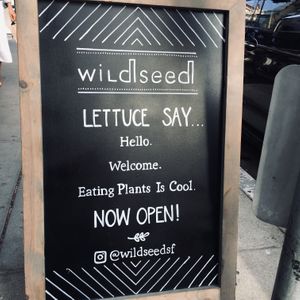 wildseed
LETTUCE SAY...
Hello.
Welcome.
Eating Plants Is Cool.
NOW OPEN!
@wildseedsf